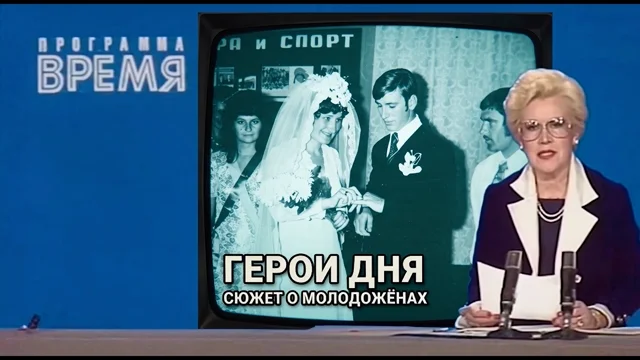 ПРОГРАММА
ВРЕМЯ
РА И СПОРТ
ГЕРОИ ДНЯ
СЮЖЕТ О МОЛОДОЖЁНАХ